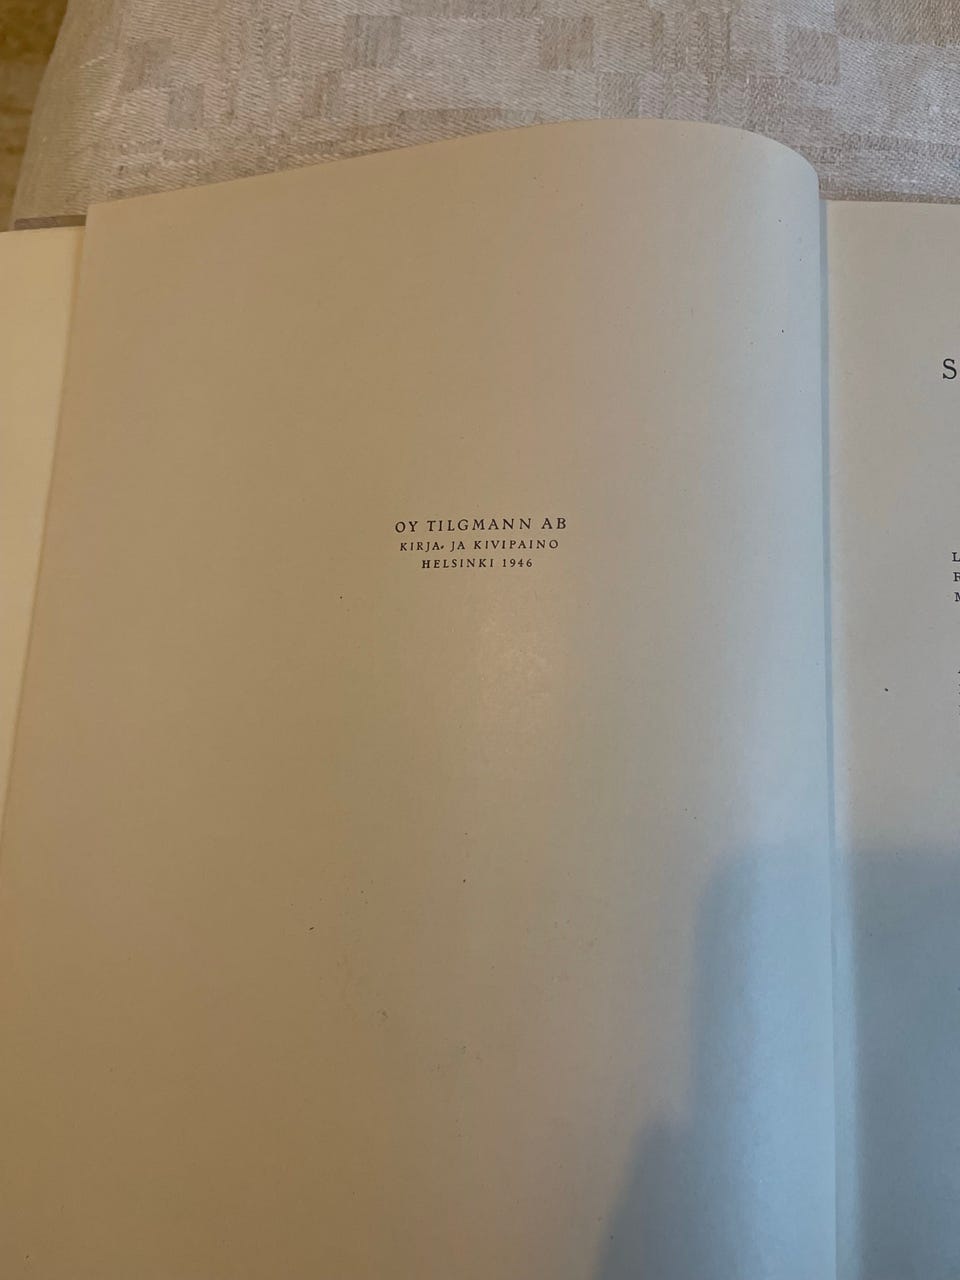 OY TILGMANN AB
KIRJA- JA KIVIPAINO
HELSINKI 1946
S
L
F
M